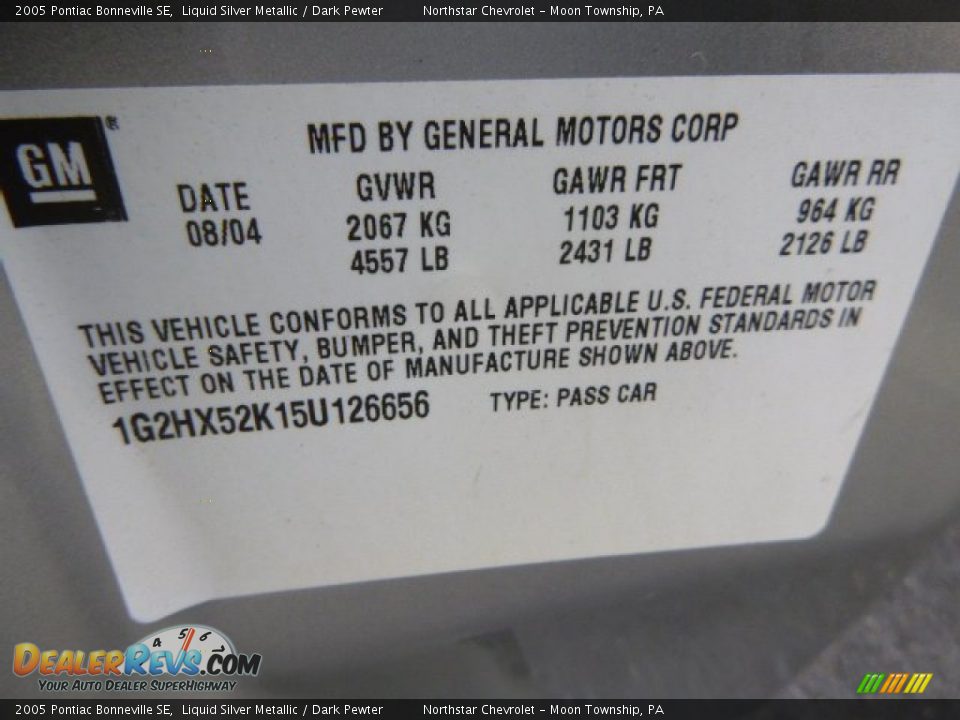 2005 Pontiac Bonneville SE, Liquid Silver Metallic / Dark Pewter Northstar Chevrolet - Moon Township, PA
GM®
MFD BY GENERAL MOTORS CORP
DATE GVWR GAWR FRT GAWR RR
08/04 2067 KG 1103 KG 964 KG
4557 LB 2431 LB 2126 LB
THIS VEHICLE CONFORMS TO ALL APPLICABLE U.S. FEDERAL MOTOR
VEHICLE SAFETY, BUMPER, AND THEFT PREVENTION STANDARDS IN
EFFECT ON THE DATE OF MANUFACTURE SHOWN ABOVE.
1G2HX52K15U126656 TYPE: PASS CAR
4 5 6
DEALERREVS.COM
YOUR AUTO DEALER SUPERHIGHWAY
2005 Pontiac Bonneville SE, Liquid Silver Metallic / Dark Pewter Northstar Chevrolet - Moon Township, PA